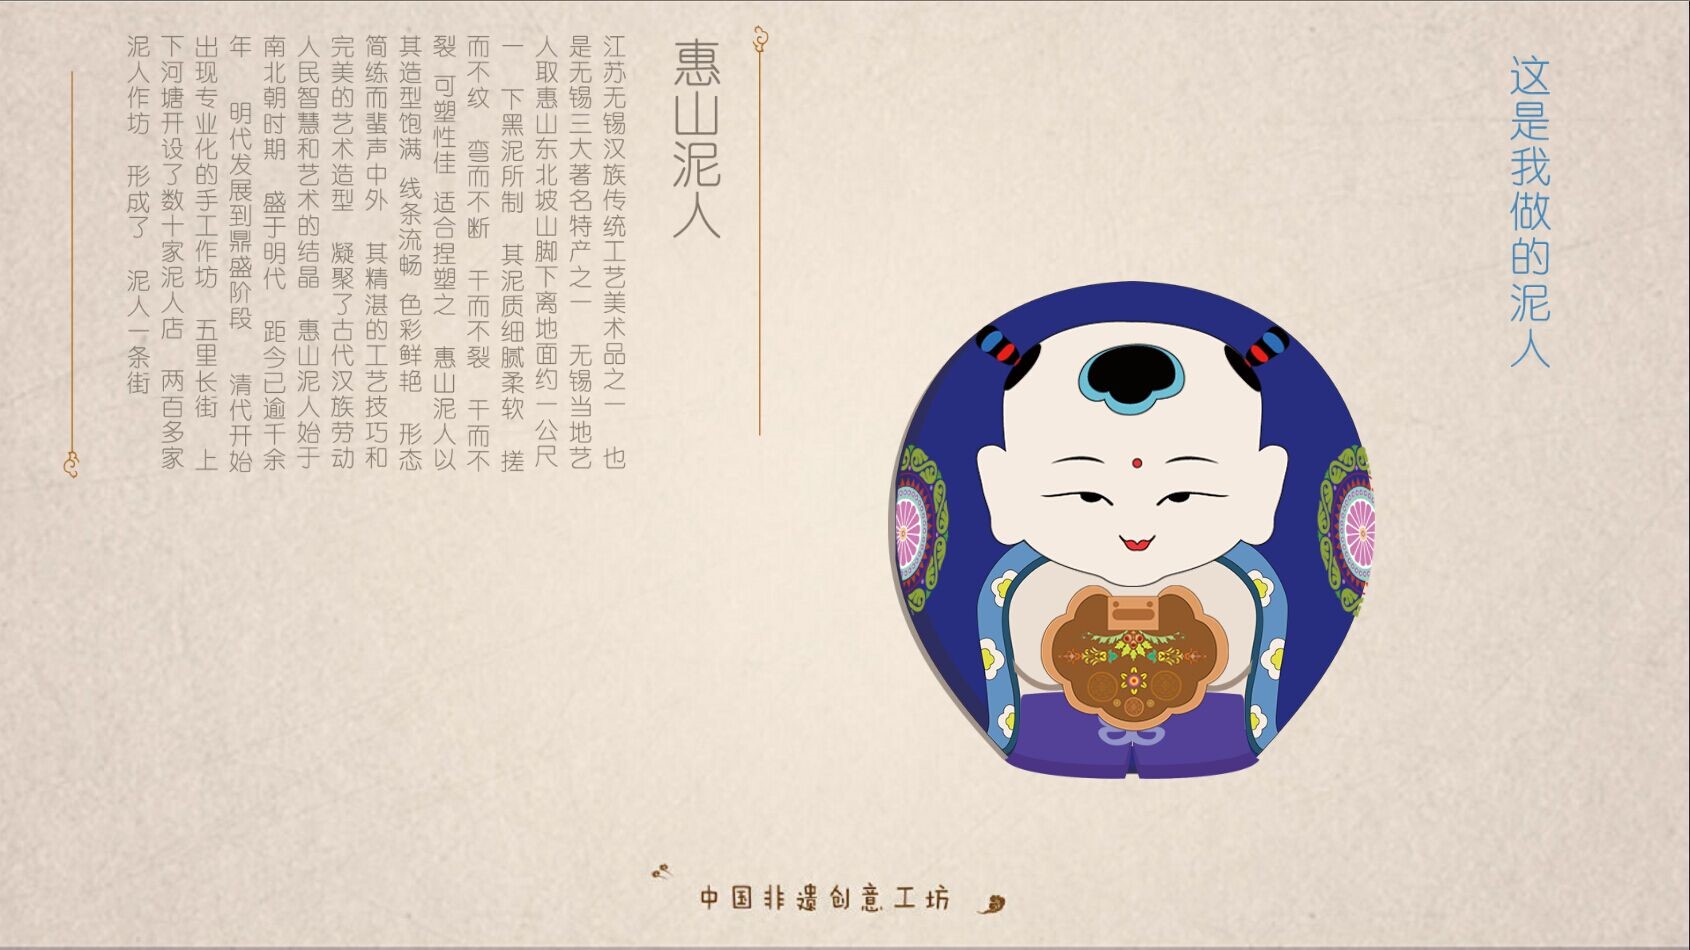 这是我做的泥人
惠山泥人
江苏无锡汉族传统工艺美术品之一 也
是无锡三大著名特产之一 无锡当地艺
人取惠山东北坡山脚下离地面约一公尺
一 下黑泥所制 其泥质细腻柔软 搓
而不纹 弯而不断 干而不裂 干而不
裂 可塑性佳 适合捏塑之 惠山泥人以
其造型饱满 线条流畅 色彩鲜艳 形态
简练而蜚声中外 其精湛的工艺技巧和
完美的艺术造型 凝聚了古代汉族劳动
人民智慧和艺术的结晶 惠山泥人始于
南北朝时期 盛于明代 距今已逾千余
年 明代发展到鼎盛阶段 清代开始
出现专业化的手工作坊 五里长街 上
下河塘开设了数十家泥人店 两百多家
泥人作坊 形成了 泥人一条街
中国非遗创意工坊